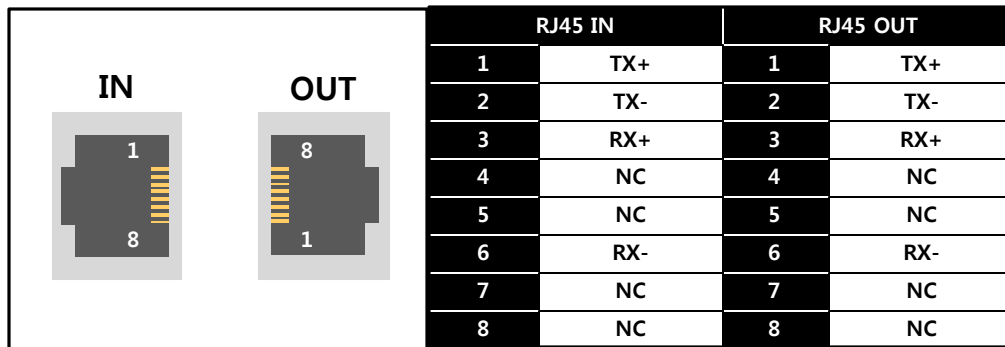 IN OUT
1 8
8 1
RJ45 IN RJ45 OUT
1 TX+ 1 TX+
2 TX- 2 TX-
3 RX+ 3 RX+
4 NC 4 NC
5 NC 5 NC
6 RX- 6 RX-
7 NC 7 NC
8 NC 8 NC